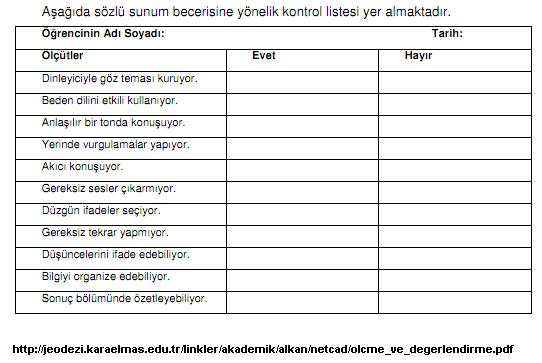 Aşağıda sözlü sunum becerisine yönelik kontrol listesi yer almaktadır.
Öğrencinin Adı Soyadı: Tarih:
Ölçütler Evet Hayır
Dinleyiciyle göz teması kuruyor.
Beden dilini etkili kullanıyor.
Anlaşılır bir tonda konuşuyor.
Yerinde vurgulamalar yapıyor.
Akıcı konuşuyor.
Gereksiz sesler çıkarmıyor.
Düzgün ifadeler seçiyor.
Gereksiz tekrar yapmıyor.
Düşüncelerini ifade edebiliyor.
Bilgiyi organize edebiliyor.
Sonuç bölümünde özetleyebiliyor.
http://jeodezi.karaelmas.edu.tr/linkler/akademik/alkan/netcad/olcme_ve_degerlendirme.pdf